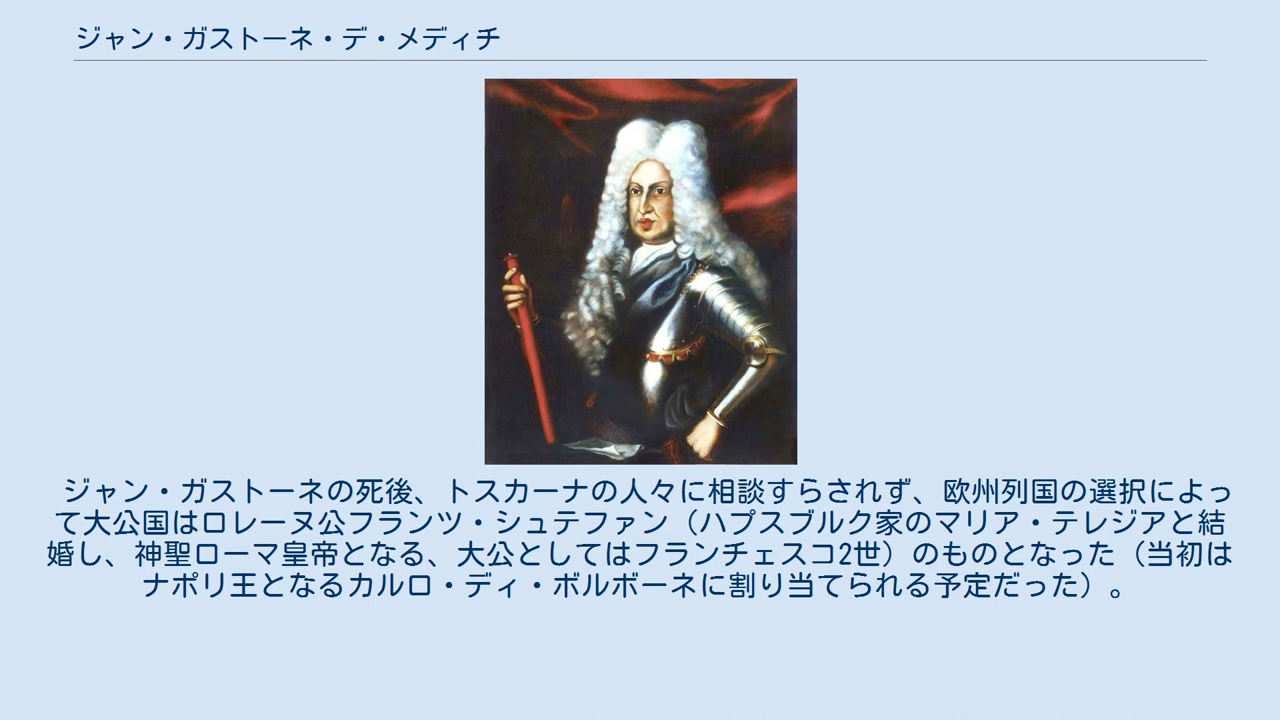 ジャン・ガストーネ・デ・メディチ
ジャン・ガストーネの死後、トスカーナの人々に相談すらされず、欧州列国の選択によっ
て大公国はロレーヌ公フランツ・シュテファン（ハプスブルク家のマリア・テレジアと結
婚し、神聖ローマ皇帝となる、大公としてはフランチェスコ2世）のものとなった（当初は
ナポリ王となるカルロ・ディ・ボルボーネに割り当てられる予定だった）。